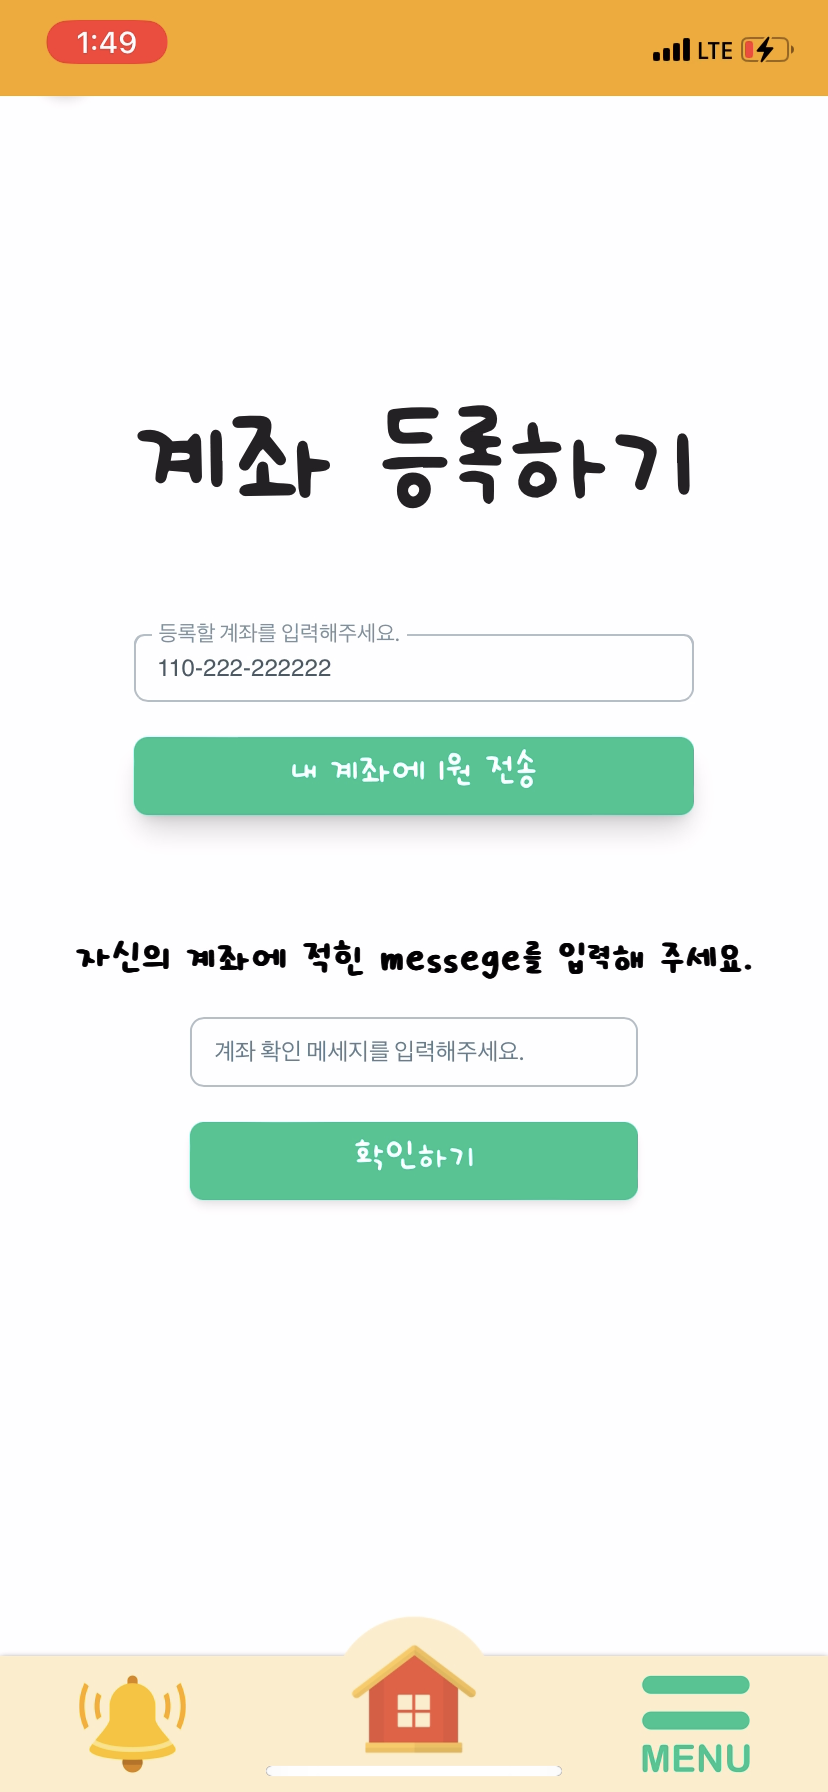 1:49
LTE
계좌 등록하기
등록할 계좌를 입력해주세요.
110-222-222222
내 계좌에 1원 전송
자신의 계좌에 적힌 messege를 입력해 주세요.
계좌 확인 메세지를 입력해주세요.
확인하기
MENU